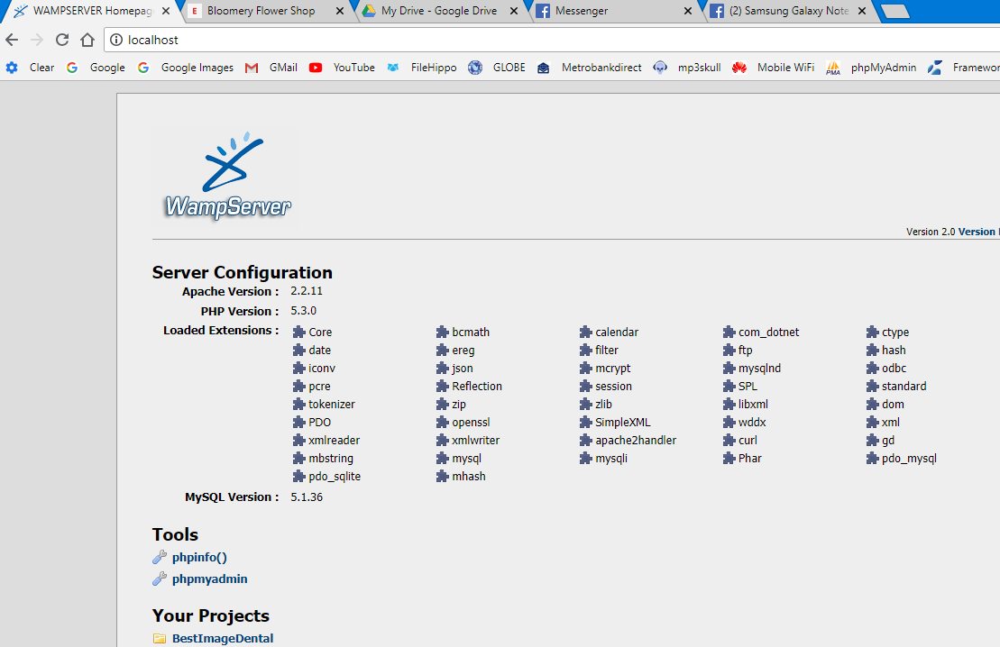 WAMPSERVER Homepag Bloomery Flower Shop My Drive - Google Drive Messenger (2) Samsung Galaxy Note
localhost
Clear Google Google Images GMail YouTube FileHippo GLOBE Metrobankdirect mp3skull Mobile WiFi PMA phpMyAdmin Framewor
WampServer
Version 2.0 Version
Server Configuration
Apache Version : 2.2.11
PHP Version : 5.3.0
Loaded Extensions : Core bcmath calendar com_dotnet ctype
date ereg filter ftp hash
iconv json mcrypt mysqlnd odbc
pcre Reflection session SPL standard
tokenizer zip zlib libxml dom
PDO openssl SimpleXML wddx xml
xmlreader xmlwriter apache2handler curl gd
mbstring mysql mysqli Phar pdo_mysql
pdo_sqlite mhash
MySQL Version : 5.1.36
Tools
phpinfo()
phpmyadmin
Your Projects
BestImageDental